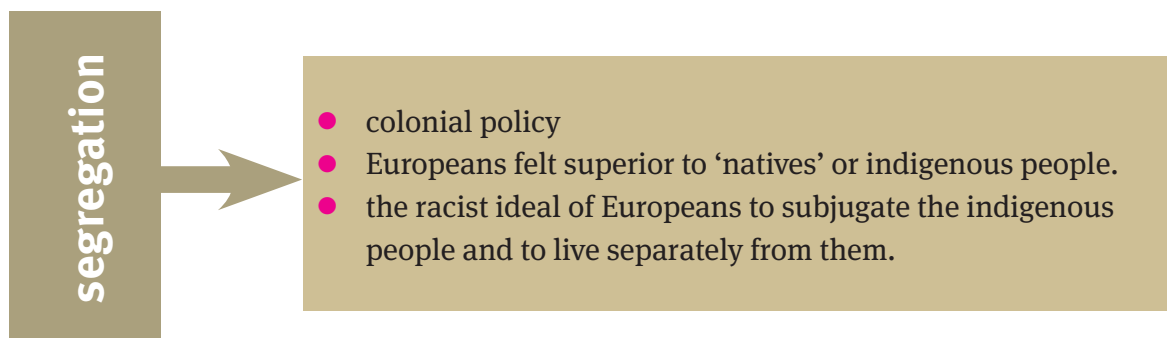 segregation
● colonial policy
● Europeans felt superior to ‘natives’ or indigenous people.
● the racist ideal of Europeans to subjugate the indigenous
people and to live separately from them.